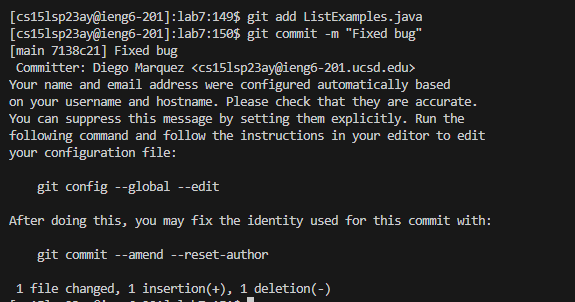 [cs15lsp23ay@ieng6-201]:lab7:149$ git add ListExamples.java
[cs15lsp23ay@ieng6-201]:lab7:150$ git commit -m "Fixed bug"
[main 7138c21] Fixed bug
 Committer: Diego Marquez <cs15lsp23ay@ieng6-201.ucsd.edu>
Your name and email address were configured automatically based
on your username and hostname. Please check that they are accurate.
You can suppress this message by setting them explicitly. Run the
following command and follow the instructions in your editor to edit
your configuration file:
    git config --global --edit
After doing this, you may fix the identity used for this commit with:
    git commit --amend --reset-author
 1 file changed, 1 insertion(+), 1 deletion(-)